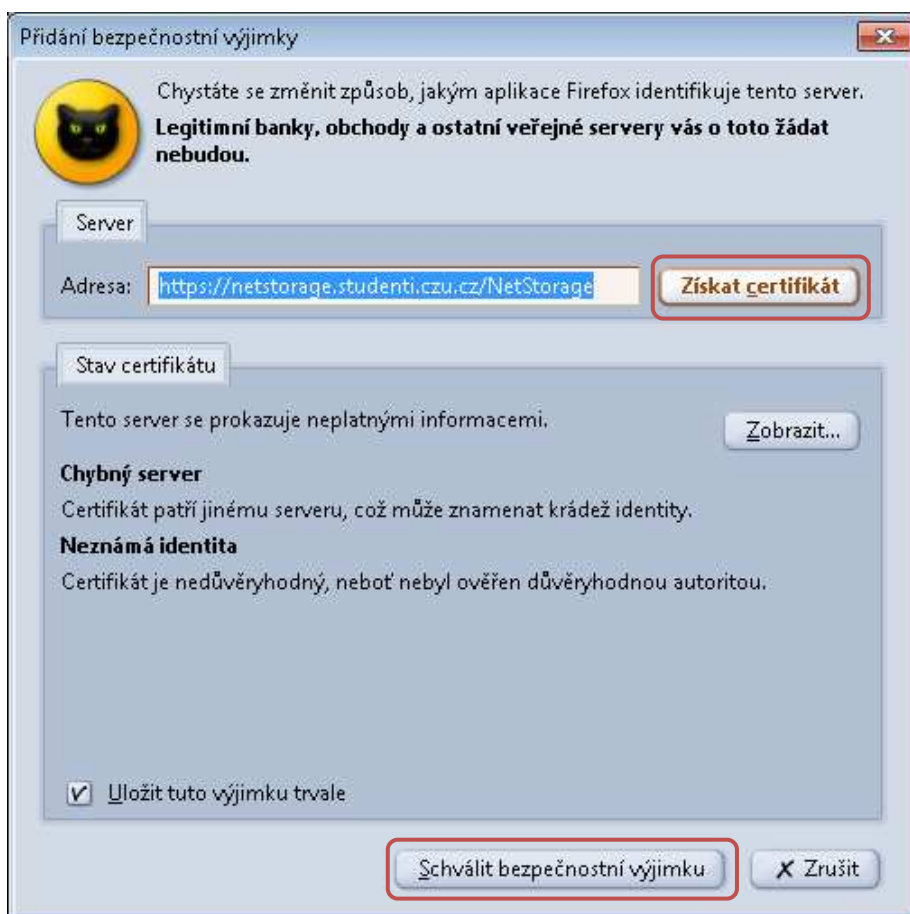 Přidání bezpečnostní výjimky
Chystáte se změnit způsob, jakým aplikace Firefox identifikuje tento server.
Legitimní banky, obchody a ostatní veřejné servery vás o toto žádat
nebudou.
Server
Adresa: https://netstorage.studenti.czu.cz/NetStorage Získat certifikát
Stav certifikátu
Tento server se prokazuje neplatnými informacemi. Zobrazit...
Chybný server
Certifikát patří jinému serveru, což může znamenat krádež identity.
Neznámá identita
Certifikát je nedůvěryhodný, neboť nebyl ověřen důvěryhodnou autoritou.
Uložit tuto výjimku trvale
Schválit bezpečnostní výjimku Zrušit